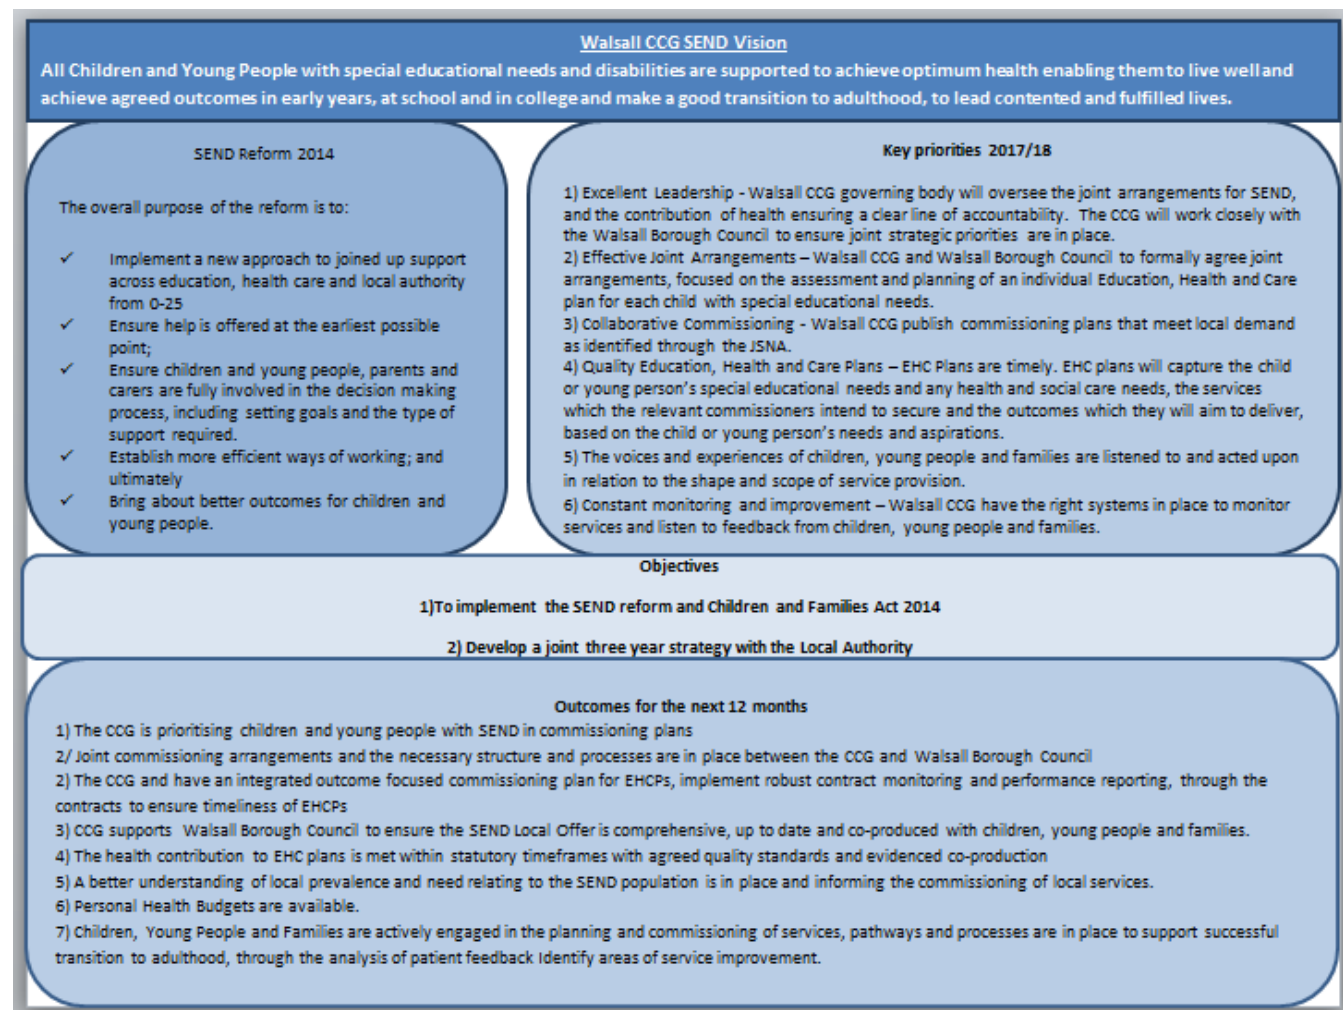 Walsall CCG SEND Vision
All Children and Young People with special educational needs and disabilities are supported to achieve optimum health enabling them to live well and
achieve agreed outcomes in early years, at school and in college and make a good transition to adulthood, to lead contented and fulfilled lives.
SEND Reform 2014
The overall purpose of the reform is to:
✓ Implement a new approach to joined up support
across education, health care and local authority
from 0-25
✓ Ensure help is offered at the earliest possible
point;
✓ Ensure children and young people, parents and
carers are fully involved in the decision making
process, including setting goals and the type of
support required.
✓ Establish more efficient ways of working; and
ultimately
✓ Bring about better outcomes for children and
young people.
Key priorities 2017/18
1) Excellent Leadership - Walsall CCG governing body will oversee the joint arrangements for SEND,
and the contribution of health ensuring a clear line of accountability. The CCG will work closely with
the Walsall Borough Council to ensure joint strategic priorities are in place.
2) Effective Joint Arrangements – Walsall CCG and Walsall Borough Council to formally agree joint
arrangements, focused on the assessment and planning of an individual Education, Health and Care
plan for each child with special educational needs.
3) Collaborative Commissioning - Walsall CCG publish commissioning plans that meet local demand
as identified through the JSNA.
4) Quality Education, Health and Care Plans – EHC Plans are timely. EHC plans will capture the child
or young person's special educational needs and any health and social care needs, the services
which the relevant commissioners intend to secure and the outcomes which they will aim to deliver,
based on the child or young person's needs and aspirations.
5) The voices and experiences of children, young people and families are listened to and acted upon
in relation to the shape and scope of service provision.
6) Constant monitoring and improvement – Walsall CCG have the right systems in place to monitor
services and listen to feedback from children, young people and families.
Objectives
1)To implement the SEND reform and Children and Families Act 2014
2) Develop a joint three year strategy with the Local Authority
Outcomes for the next 12 months
1) The CCG is prioritising children and young people with SEND in commissioning plans
2/ Joint commissioning arrangements and the necessary structure and processes are in place between the CCG and Walsall Borough Council
2) The CCG and have an integrated outcome focused commissioning plan for EHCPs, implement robust contract monitoring and performance reporting, through the
contracts to ensure timeliness of EHCPs
3) CCG supports Walsall Borough Council to ensure the SEND Local Offer is comprehensive, up to date and co-produced with children, young people and families.
4) The health contribution to EHC plans is met within statutory timeframes with agreed quality standards and evidenced co-production
5) A better understanding of local prevalence and need relating to the SEND population is in place and informing the commissioning of local services.
6) Personal Health Budgets are available.
7) Children, Young People and Families are actively engaged in the planning and commissioning of services, pathways and processes are in place to support successful
transition to adulthood, through the analysis of patient feedback Identify areas of service improvement.